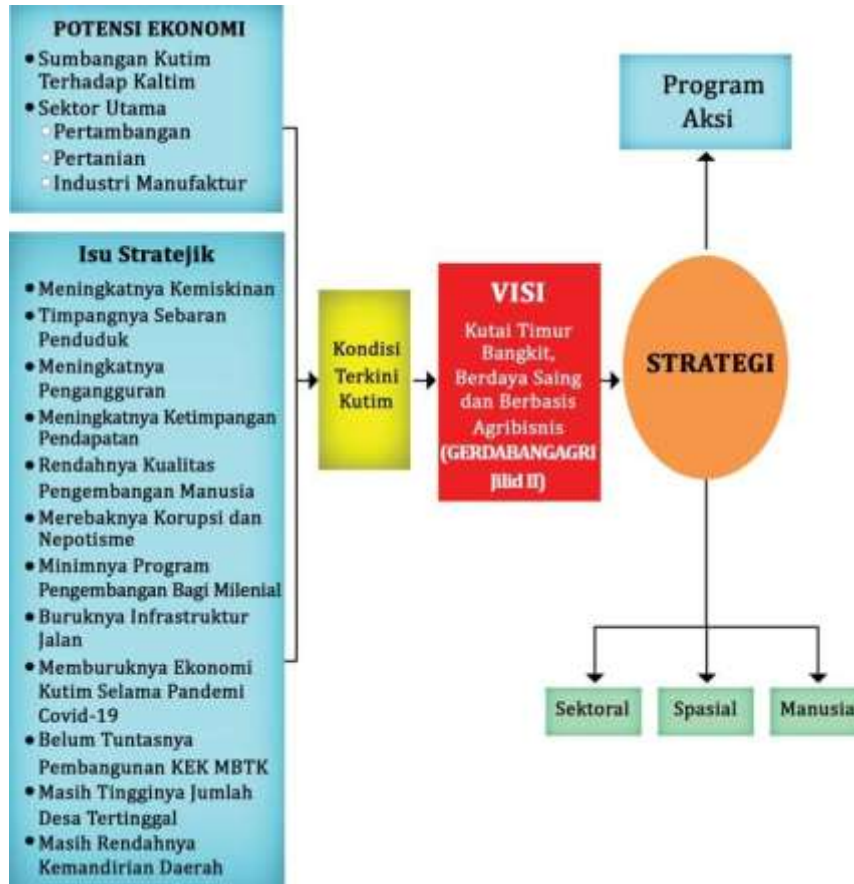 POTENSI EKONOMI
• Sumbangan Kutim
Terhadap Kaltim
• Sektor Utama
○ Pertambangan
○ Pertanian
○ Industri Manufaktur
Isu Stratejik
• Meningkatnya Kemiskinan
• Timpangnya Sebaran
Penduduk
• Meningkatnya
Pengangguran
• Meningkatnya Ketimpangan
Pendapatan
• Rendahnya Kualitas
Pengembangan Manusia
• Merebaknya Korupsi dan
Nepotisme
• Minimnya Program
Pengembangan Bagi Milenial
• Buruknya Infrastruktur
Jalan
• Memburuknya Ekonomi
Kutim Selama Pandemi
Covid-19
• Belum Tuntasnya
Pembangunan KEK MBTK
• Masih Tingginya Jumlah
Desa Tertinggal
• Masih Rendahnya
Kemandirian Daerah
Kondisi
Terkini
Kutim
VISI
Kutai Timur
Bangkit,
Berdaya Saing
dan Berbasis
Agribisnis
(GERDABANGAGRI
Jilid II)
Program
Aksi
STRATEGI
Sektoral
Spasial
Manusia